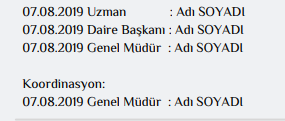 07.08.2019 Uzman : Adı SOYADI
07.08.2019 Daire Başkanı : Adı SOYADI
07.08.2019 Genel Müdür : Adı SOYADI
Koordinasyon:
07.08.2019 Genel Müdür : Adı SOYADI